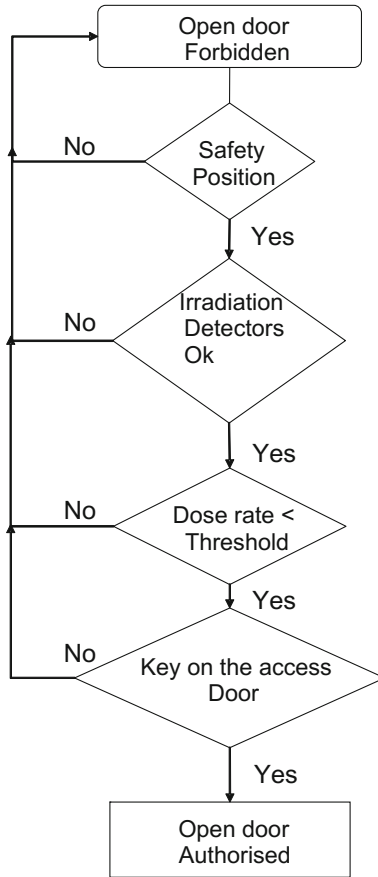 Open door
Forbidden
No
Safety
Position
Yes
No
Irradiation
Detectors
Ok
Yes
No
Dose rate <
Threshold
Yes
No
Key on the access
Door
Yes
Open door
Authorised